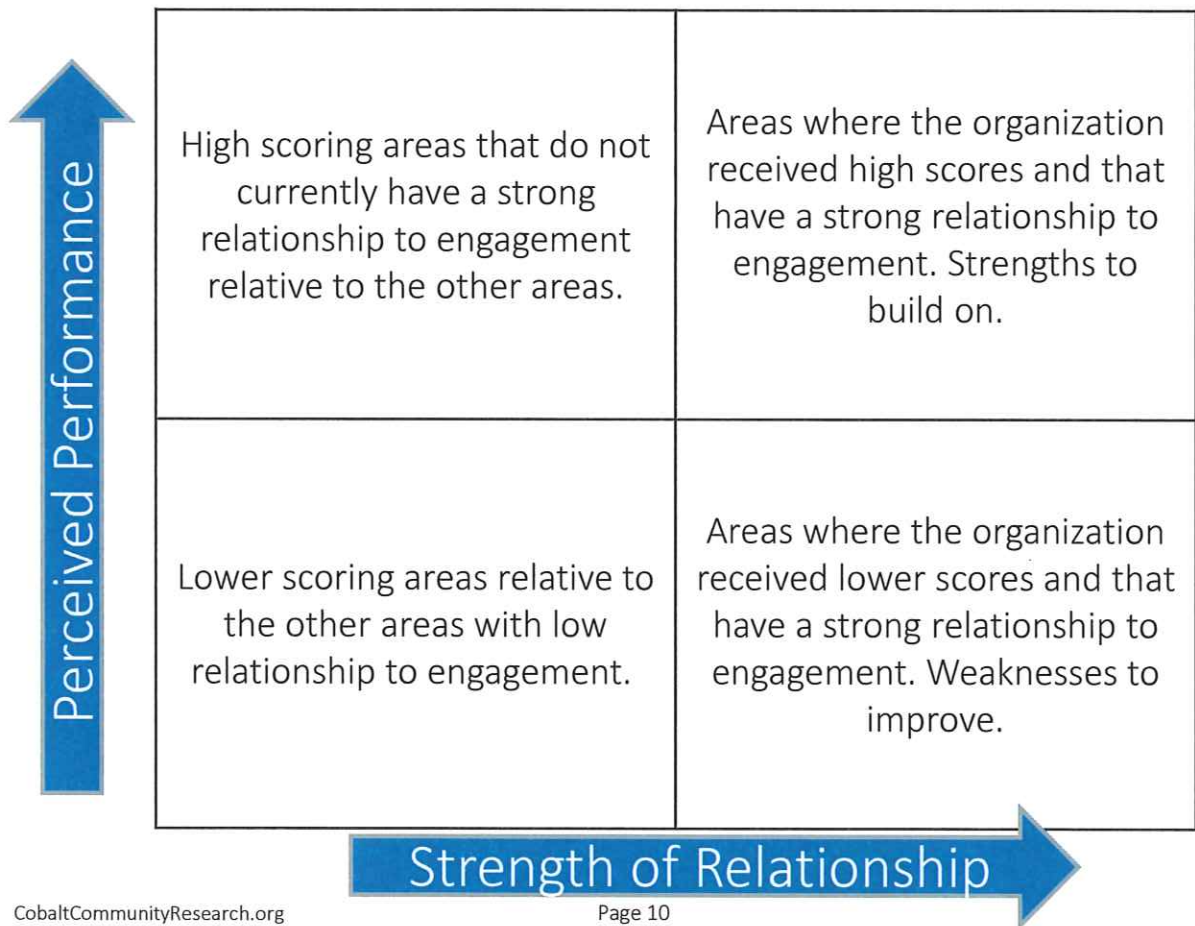 Perceived Performance
High scoring areas that do not
currently have a strong
relationship to engagement
relative to the other areas.
Areas where the organization
received high scores and that
have a strong relationship to
engagement. Strengths to
build on.
Lower scoring areas relative to
the other areas with low
relationship to engagement.
Areas where the organization
received lower scores and that
have a strong relationship to
engagement. Weaknesses to
improve.
Strength of Relationship
CobaltCommunityResearch.org
Page 10